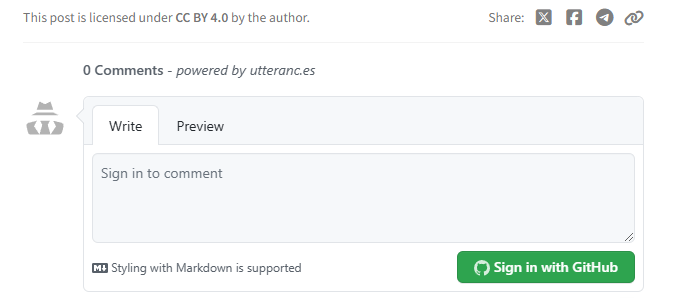 This post is licensed under CC BY 4.0 by the author. Share:
0 Comments - powered by utteranc.es
Write Preview
Sign in to comment
Styling with Markdown is supported Sign in with GitHub